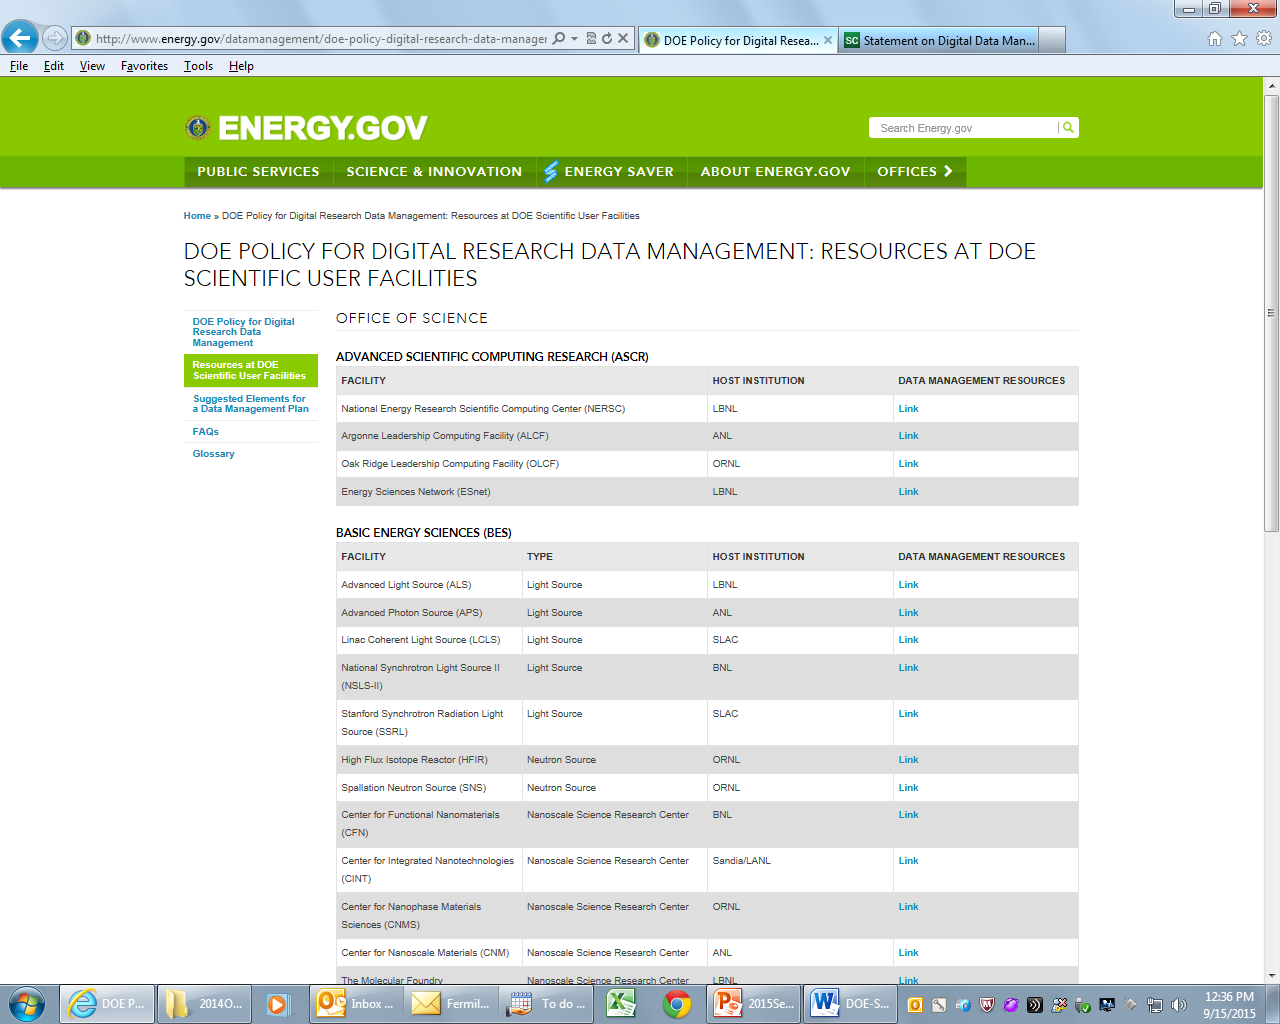 http://www.energy.gov/datamanagement/doe-policy-digital-research-data-manager
DOE Policy for Digital Resea...
SC Statement on Digital Data Man...
File Edit View Favorites Tools Help
ENERGY.GOV
Search Energy.gov
PUBLIC SERVICES SCIENCE & INNOVATION ENERGY SAVER ABOUT ENERGY.GOV OFFICES
Home » DOE Policy for Digital Research Data Management: Resources at DOE Scientific User Facilities
DOE POLICY FOR DIGITAL RESEARCH DATA MANAGEMENT: RESOURCES AT DOE
SCIENTIFIC USER FACILITIES
DOE Policy for Digital
Research Data
Management
Resources at DOE
Scientific User Facilities
Suggested Elements for
a Data Management Plan
FAQs
Glossary
OFFICE OF SCIENCE
ADVANCED SCIENTIFIC COMPUTING RESEARCH (ASCR)
FACILITY HOST INSTITUTION DATA MANAGEMENT RESOURCES
National Energy Research Scientific Computing Center (NERSC) LBNL Link
Argonne Leadership Computing Facility (ALCF) ANL Link
Oak Ridge Leadership Computing Facility (OLCF) ORNL Link
Energy Sciences Network (ESnet) LBNL Link
BASIC ENERGY SCIENCES (BES)
FACILITY TYPE HOST INSTITUTION DATA MANAGEMENT RESOURCES
Advanced Light Source (ALS) Light Source LBNL Link
Advanced Photon Source (APS) Light Source ANL Link
Linac Coherent Light Source (LCLS) Light Source SLAC Link
National Synchrotron Light Source II Light Source BNL Link
(NSLS-II)
Stanford Synchrotron Radiation Light Light Source SLAC Link
Source (SSRL)
High Flux Isotope Reactor (HFIR) Neutron Source ORNL Link
Spallation Neutron Source (SNS) Neutron Source ORNL Link
Center for Functional Nanomaterials Nanoscale Science Research Center BNL Link
(CFN)
Center for Integrated Nanotechnologies Nanoscale Science Research Center Sandia/LANL Link
(CINT)
Center for Nanophase Materials Nanoscale Science Research Center ORNL Link
Sciences (CNMS)
Center for Nanoscale Materials (CNM) Nanoscale Science Research Center ANL Link
The Molecular Foundry Nanoscale Science Research Center LBNL Link
DOE P... 2014O... Inbox ... Fermil... To do ... 2015Se... DOE-S... 12:36 PM
9/15/2015